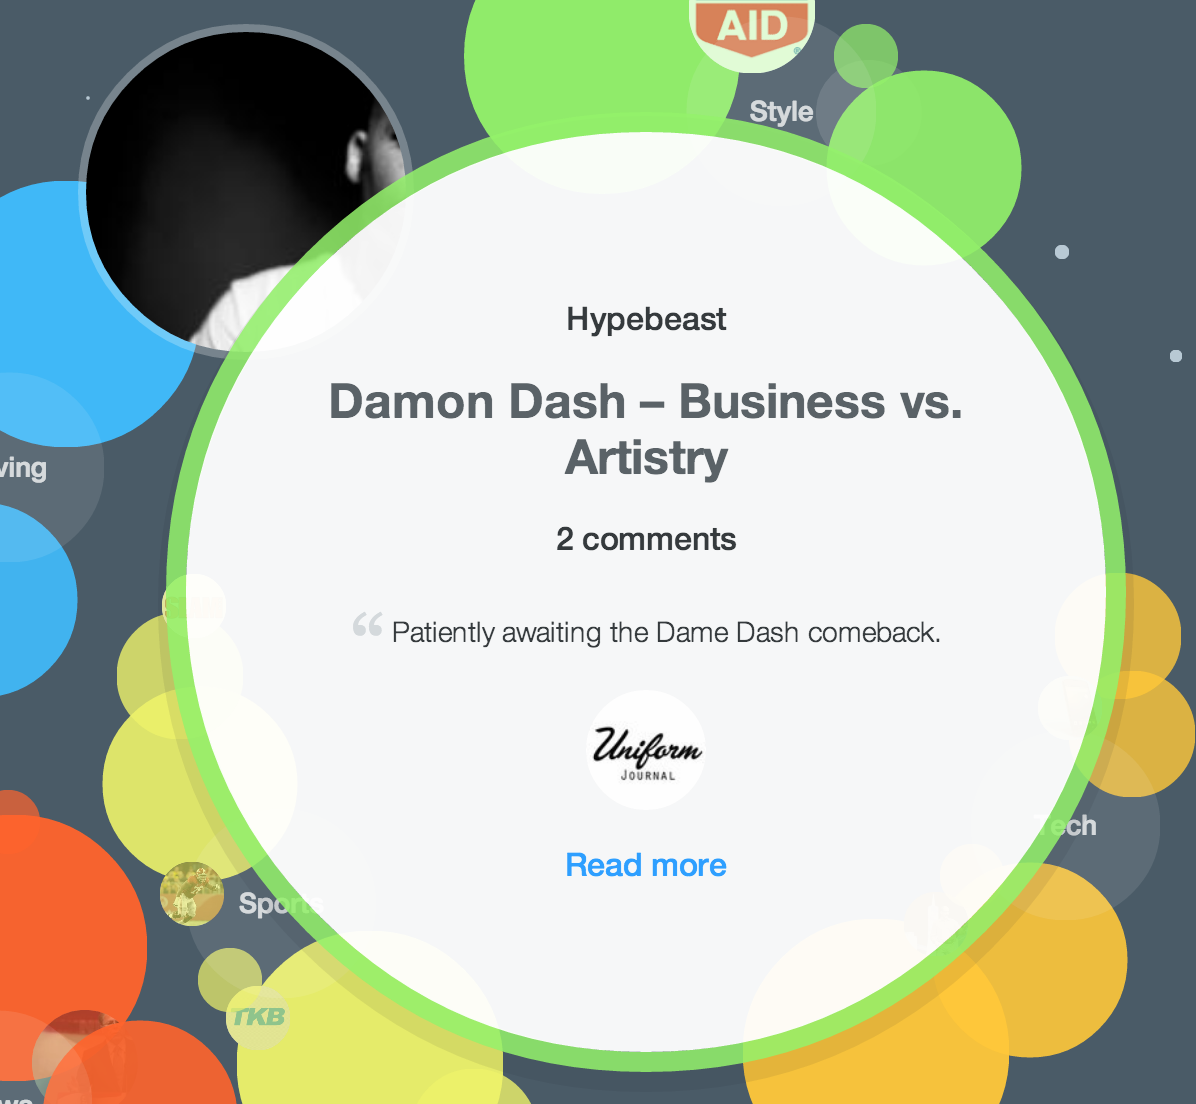 AID
®
Style
Hypebeast
Damon Dash – Business vs.
Artistry
ving
2 comments
“ Patiently awaiting the Dame Dash comeback.
Uniform
JOURNAL
Tech
Read more
Sports
TKB
ws